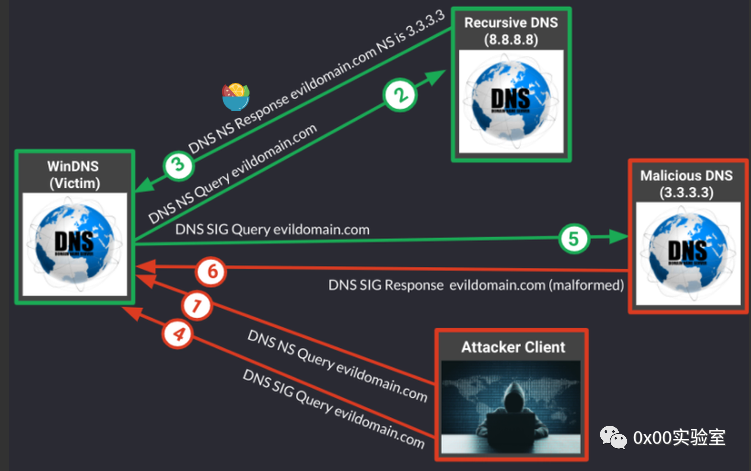 Recursive DNS
(8.8.8.8)
DNS
DNS NS Response evildomain.com NS is 3.3.3.3
2
3
DNS NS Query evildomain.com
WinDNS
(Victim)
DNS
Malicious DNS
(3.3.3.3)
DNS
DNS SIG Query evildomain.com
5
6
DNS SIG Response evildomain.com (malformed)
1
4
DNS NS Query evildomain.com
DNS SIG Query evildomain.com
Attacker Client
0x00实验室